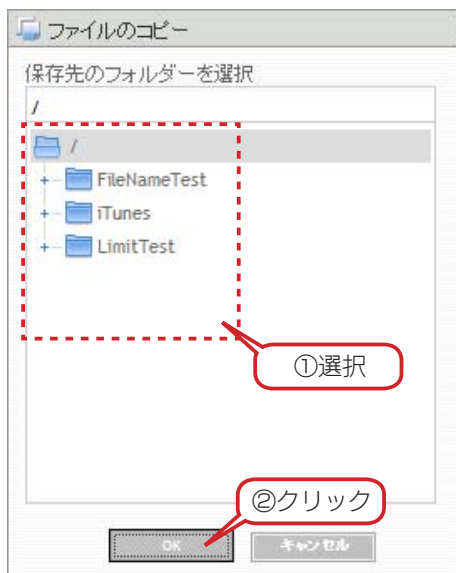 ファイルのコピー
保存先のフォルダーを選択
/
/
FileNameTest
iTunes
LimitTest
①選択
②クリック
OK
キャンセル